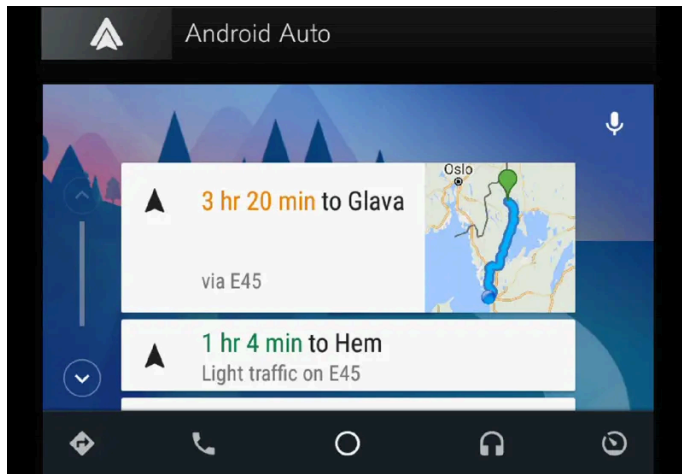 Android Auto
3 hr 20 min to Glava
via E45
Oslo
1 hr 4 min to Hem
Light traffic on E45